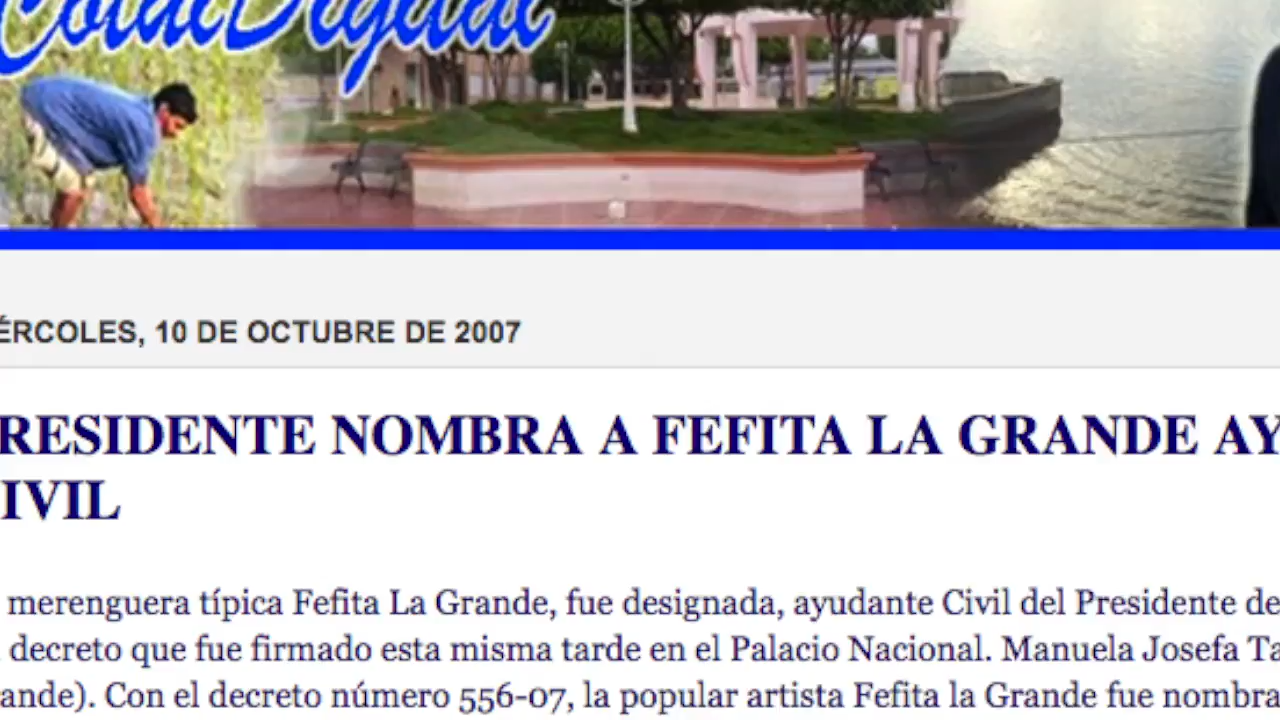 Digital
ÉRCOLES, 10 DE OCTUBRE DE 2007
RESIDENTE NOMBRA A FEFITA LA GRANDE AY
IVIL
merenguera típica Fefita La Grande, fue designada, ayudante Civil del Presidente de
decreto que fue firmado esta misma tarde en el Palacio Nacional. Manuela Josefa Ta
ande). Con el decreto número 556-07, la popular artista Fefita la Grande fue nombra